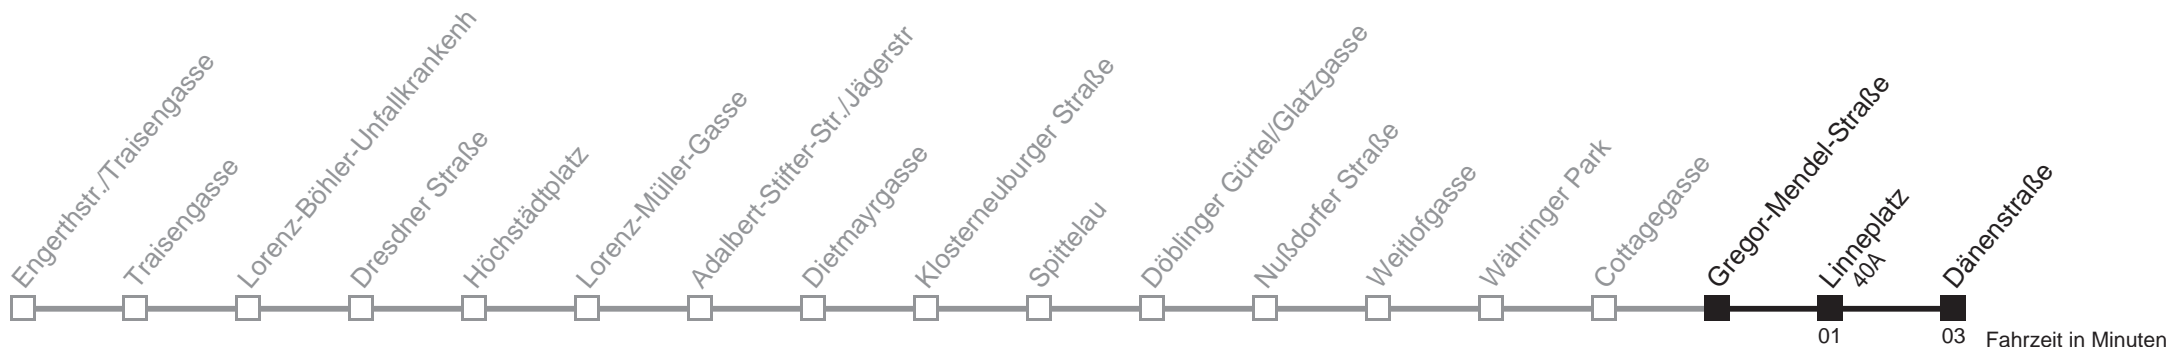 Engerthstr./Traisengasse
Traisengasse
Lorenz-Böhler-Unfallkrankenh
Dresdner Straße
Höchstädtplatz
Lorenz-Müller-Gasse
Adalbert-Stifter-Str./Jägerstr
Dietmayrgasse
Klosterneuburger Straße
Spittelau
Döblinger Gürtel/Glatzgasse
Nußdorfer Straße
Weitlofgasse
Währinger Park
Cottagegasse
Gregor-Mendel-Straße
Linneplatz
40A
Dänenstraße
01
03
Fahrzeit in Minuten